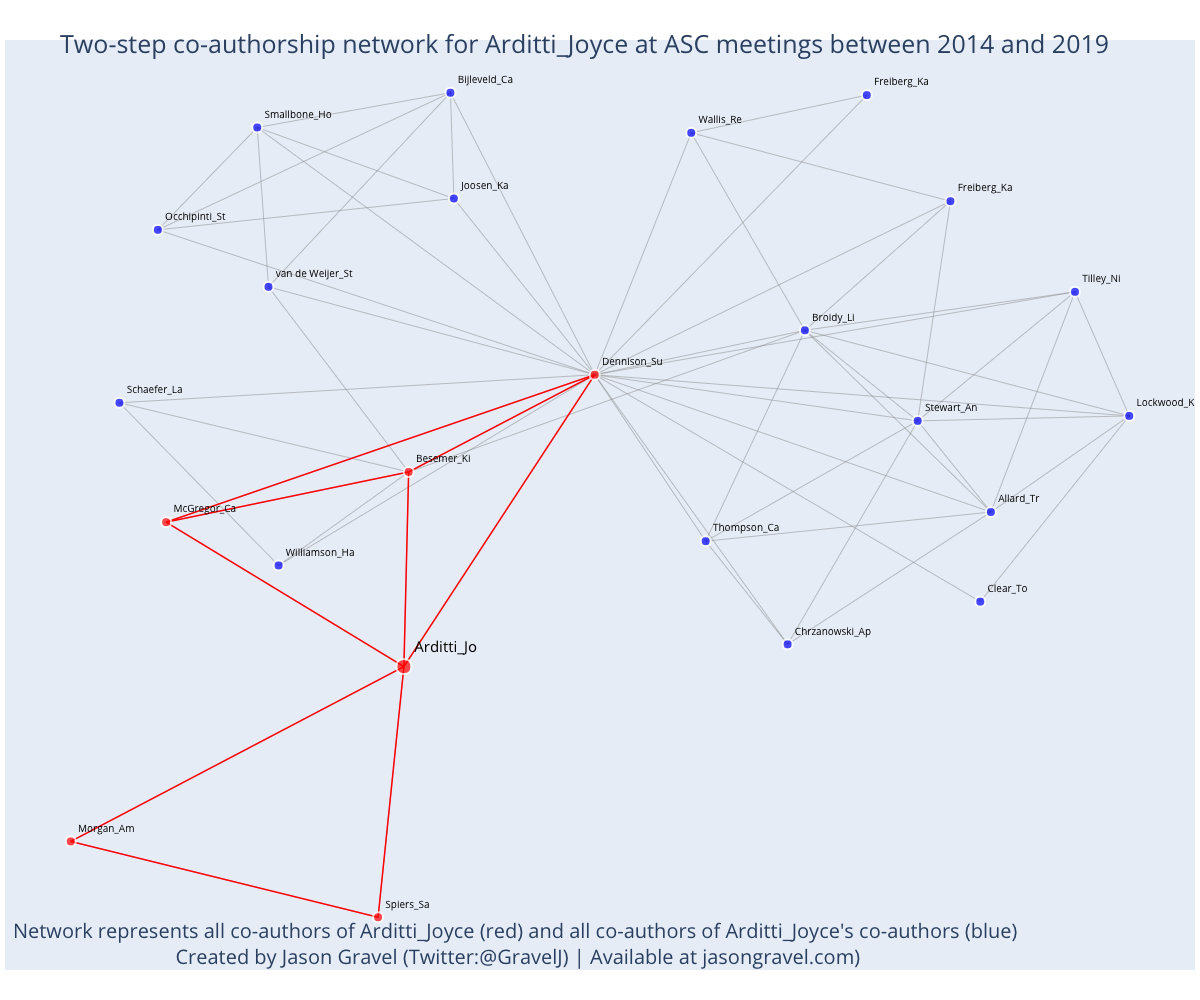 Two-step co-authorship network for Arditti_Joyce at ASC meetings between 2014 and 2019
Bijleveld_Ca
Freiberg_Ka
Smallbone_Ho
Wallis_Re
Joosen_Ka
Freiberg_Ka
Occhipinti_St
van de Weijer_St
Tilley_Ni
Broidy_Li
Dennison_Su
Schaefer_La
Stewart_An
Lockwood_K
Besemer_Ki
McGregor_Ca
Allard_Tr
Thompson_Ca
Williamson_Ha
Clear_To
Chrzanowski_Ap
Arditti_Jo
Morgan_Am
Spiers_Sa
Network represents all co-authors of Arditti_Joyce (red) and all co-authors of Arditti_Joyce's co-authors (blue)
Created by Jason Gravel (Twitter:@GravelJ) | Available at jasongravel.com)